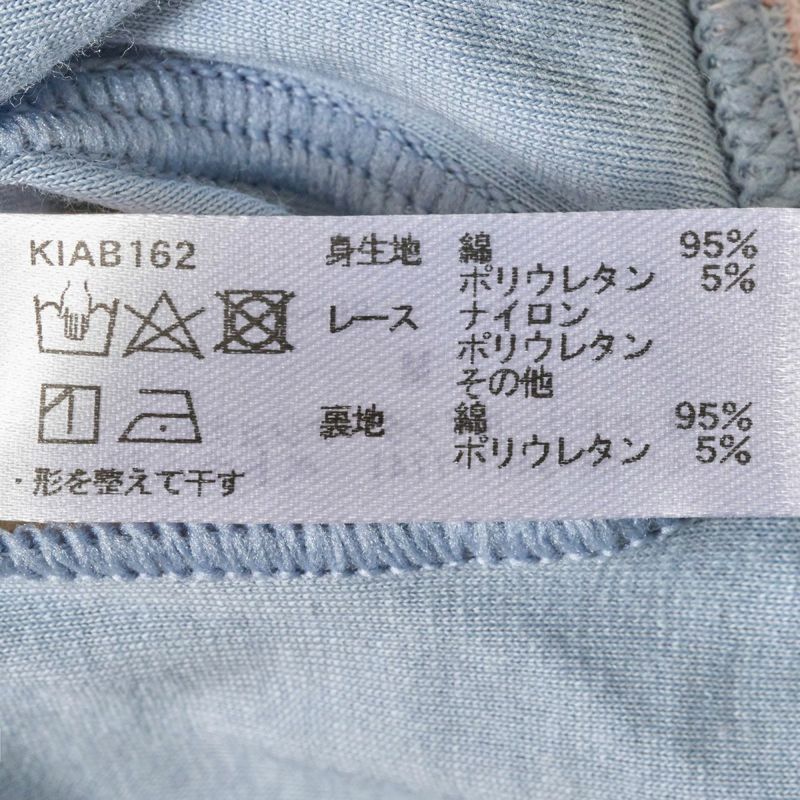 KIAB162
身生地 綿 95%
ポリウレタン 5%
レース ナイロン
ポリウレタン
その他
裏地 綿 95%
ポリウレタン 5%
・形を整えて干す